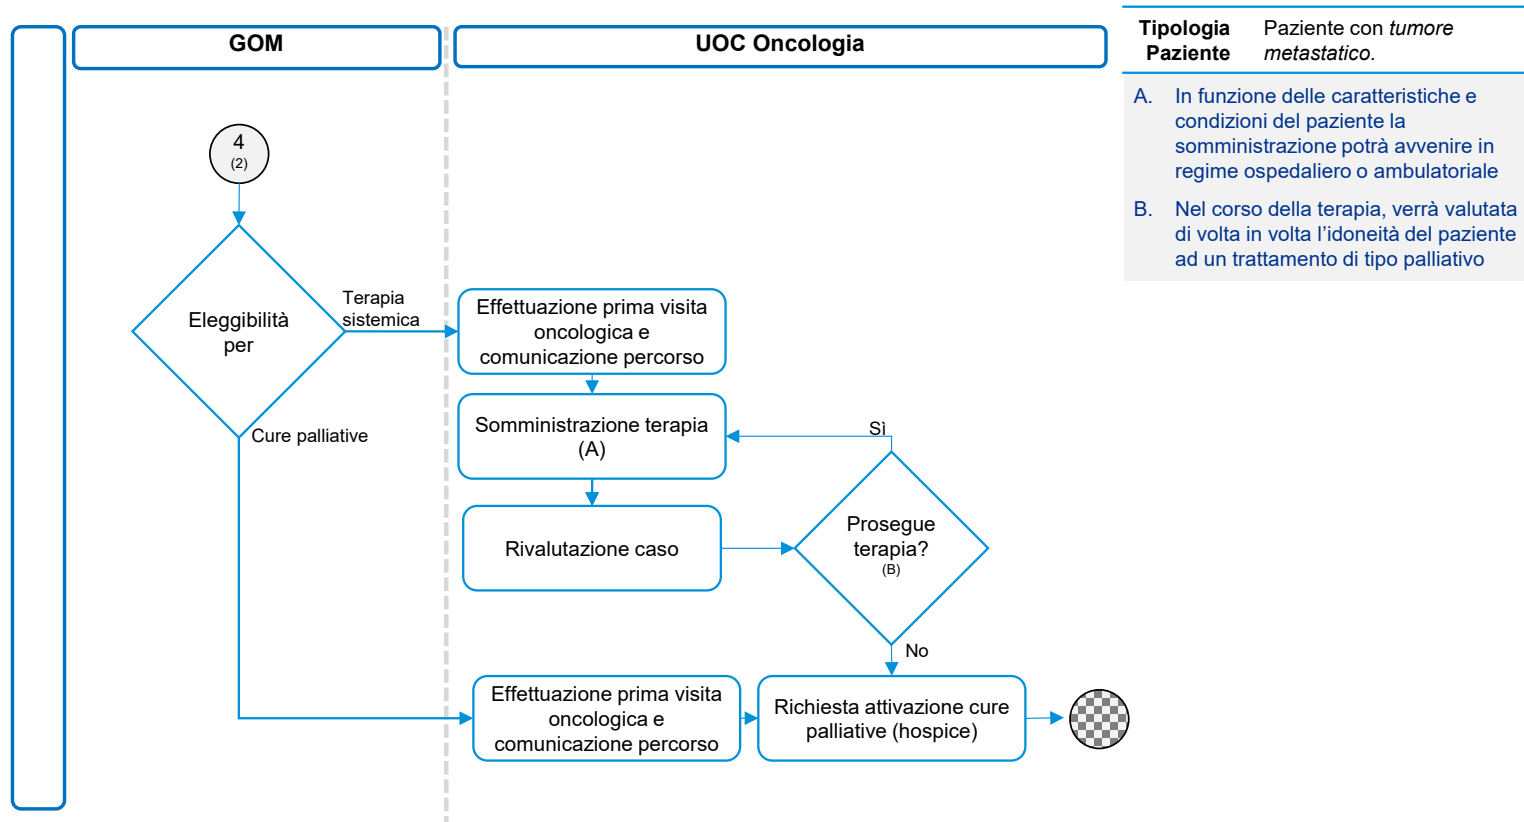 GOM
UOC Oncologia
Tipologia
Paziente
Paziente con tumore
metastatico.
A. In funzione delle caratteristiche e
condizioni del paziente la
somministrazione potrà avvenire in
regime ospedaliero o ambulatoriale
B. Nel corso della terapia, verrà valutata
di volta in volta l’idoneità del paziente
ad un trattamento di tipo palliativo
4
(2)
Eleggibilità
per
Terapia
sistemica
Cure palliative
Effettuazione prima visita
oncologica e
comunicazione percorso
Somministrazione terapia
(A)
Sì
Rivalutazione caso
Prosegue
terapia?
(B)
No
Effettuazione prima visita
oncologica e
comunicazione percorso
Richiesta attivazione cure
palliative (hospice)